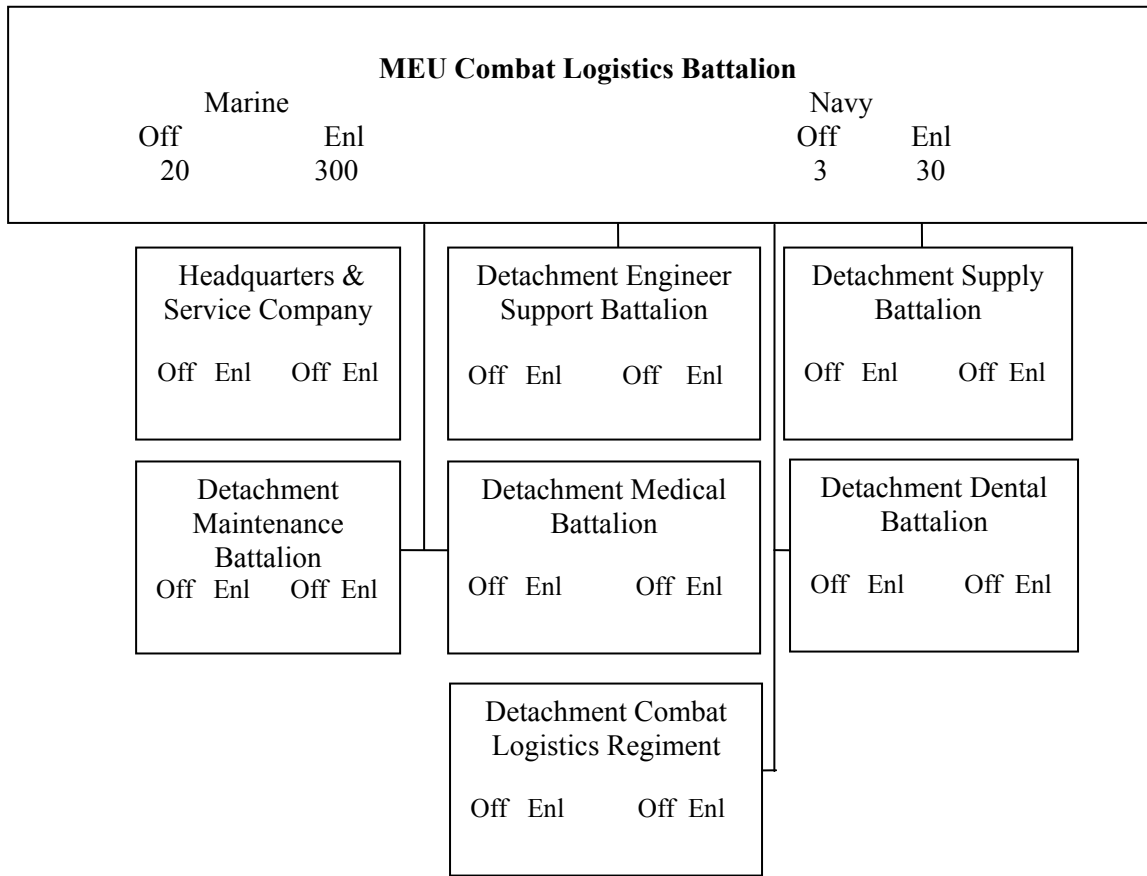 MEU Combat Logistics Battalion
Marine Navy
Off Enl Off Enl
20 300 3 30
Headquarters &
Service Company
Off Enl Off Enl
Detachment Engineer
Support Battalion
Off Enl Off Enl
Detachment Supply
Battalion
Off Enl Off Enl
Detachment
Maintenance
Battalion
Off Enl Off Enl
Detachment Medical
Battalion
Off Enl Off Enl
Detachment Dental
Battalion
Off Enl Off Enl
Detachment Combat
Logistics Regiment
Off Enl Off Enl